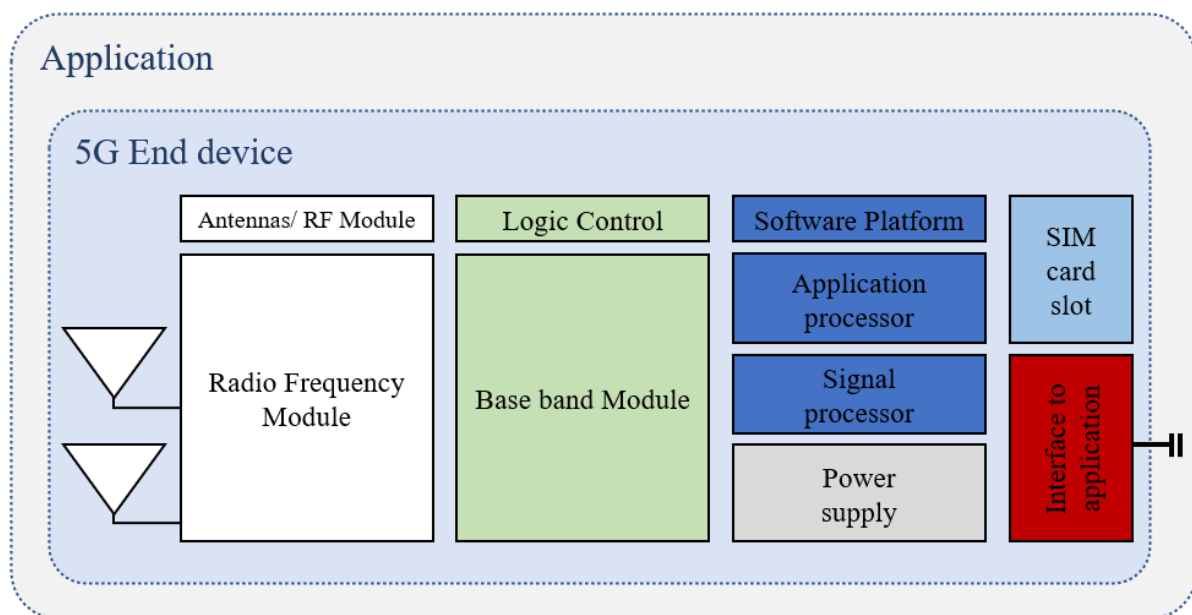 Application
5G End device
Antennas/ RF Module
Logic Control
Software Platform
SIM
card
slot
Radio Frequency
Module
Base band Module
Application
processor
Signal
processor
Power
supply
Interface to
application